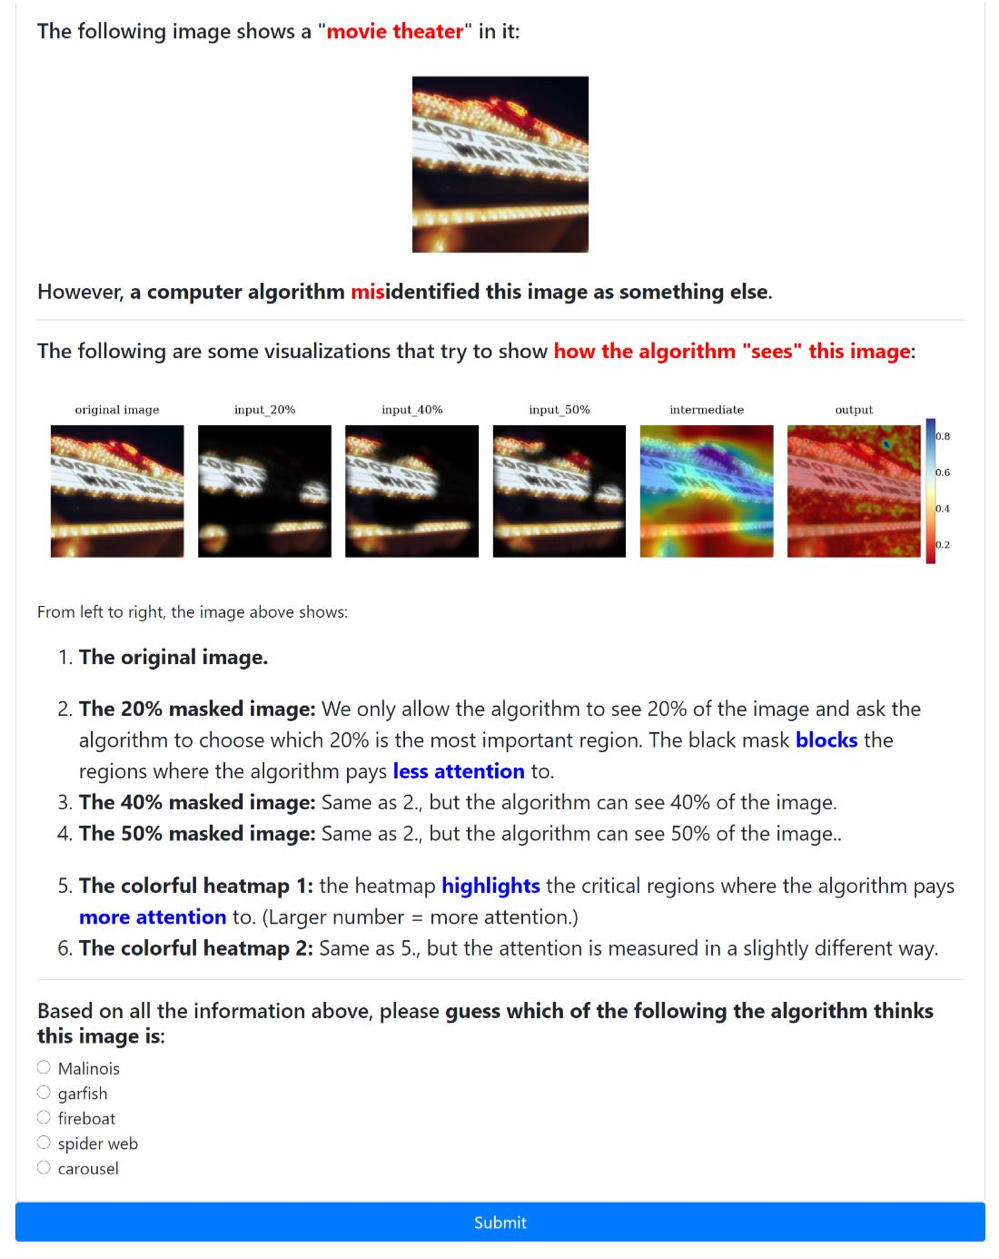 The following image shows a "movie theater" in it:
WHAT
However, a computer algorithm misidentified this image as something else.
The following are some visualizations that try to show how the algorithm "sees" this image:
original image input_20% input_40% input_50% intermediate output
0.8
0.6
0.4
0.2
From left to right, the image above shows:
1. The original image.
2. The 20% masked image: We only allow the algorithm to see 20% of the image and ask the
algorithm to choose which 20% is the most important region. The black mask blocks the
regions where the algorithm pays less attention to.
3. The 40% masked image: Same as 2., but the algorithm can see 40% of the image.
4. The 50% masked image: Same as 2., but the algorithm can see 50% of the image..
5. The colorful heatmap 1: the heatmap highlights the critical regions where the algorithm pays
more attention to. (Larger number = more attention.)
6. The colorful heatmap 2: Same as 5., but the attention is measured in a slightly different way.
Based on all the information above, please guess which of the following the algorithm thinks
this image is:
Malinois
garfish
fireboat
spider web
carousel
Submit